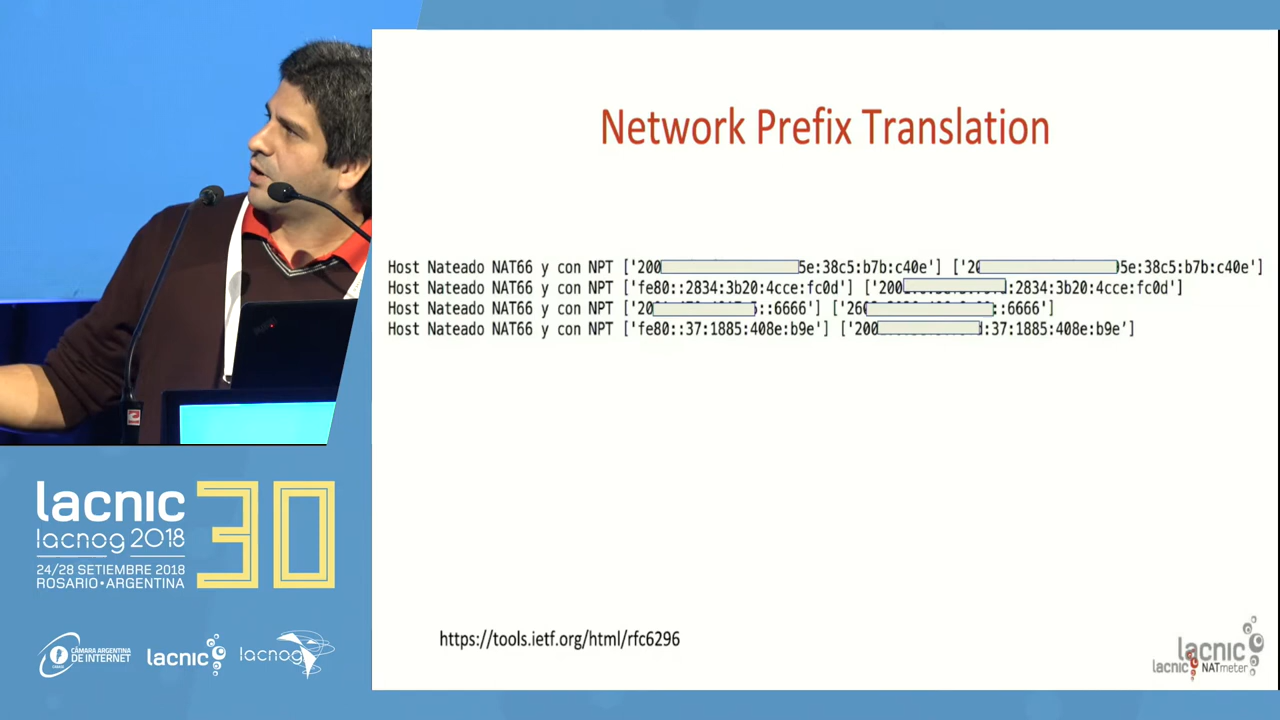 Network Prefix Translation
Host Nateado NAT66 y con NPT ['200 5e:38c5:b7b:c40e'] ['20 95e:38c5:b7b:c40e']
Host Nateado NAT66 y con NPT ['fe80::2834:3b20:4cce:fc0d'] ['200 :2834:3b20:4cce:fc0d']
Host Nateado NAT66 y con NPT ['20 ::6666'] ['26 ::6666']
Host Nateado NAT66 y con NPT ['fe80::37:1885:408e:b9e'] ['200 :37:1885:408e:b9e']
https://tools.ietf.org/html/rfc6296
lacnic
lacnic NATmeter
lacnic 30
lacnog 2018
24/28 SETIEMBRE 2018
ROSARIO•ARGENTINA
CÁMARA ARGENTINA
DE INTERNET
lacnic
lacnog